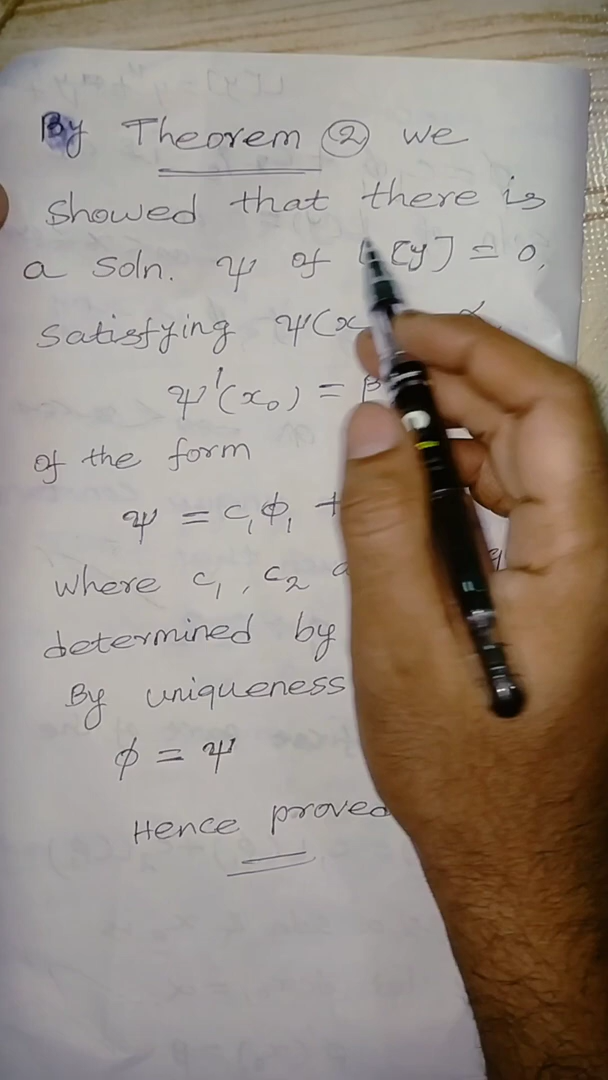 By Theorem ② we
showed that there is
a soln. ψ of [y] = 0,
satisfying ψ(x α,
ψ'(x₀) = β
of the form
ψ = c₁ϕ₁ +
where c₁, c₂
determined by
By uniqueness
ϕ = ψ
Hence proved